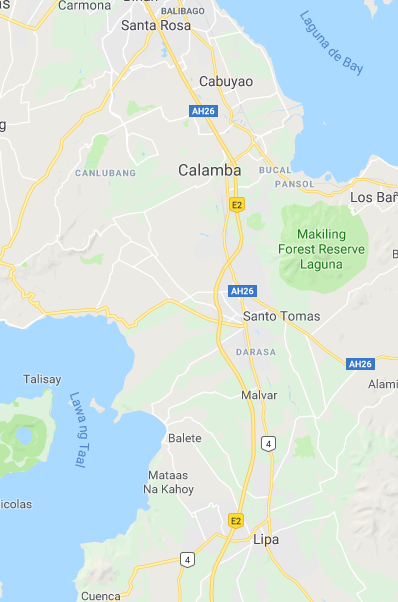 Carmona
BALIBAGO
Santa Rosa
Laguna de Bay
Cabuyao
AH26
Calamba
BUCAL
CANLUBANG
PANSOL
Los Bañ
E2
Makiling
Forest Reserve
Laguna
AH26
Santo Tomas
DARASA
AH26
Talisay
Alami
Malvar
Lawa ng Taal
Balete
4
Mataas
Na Kahoy
icolas
E2
Lipa
4
Cuenca